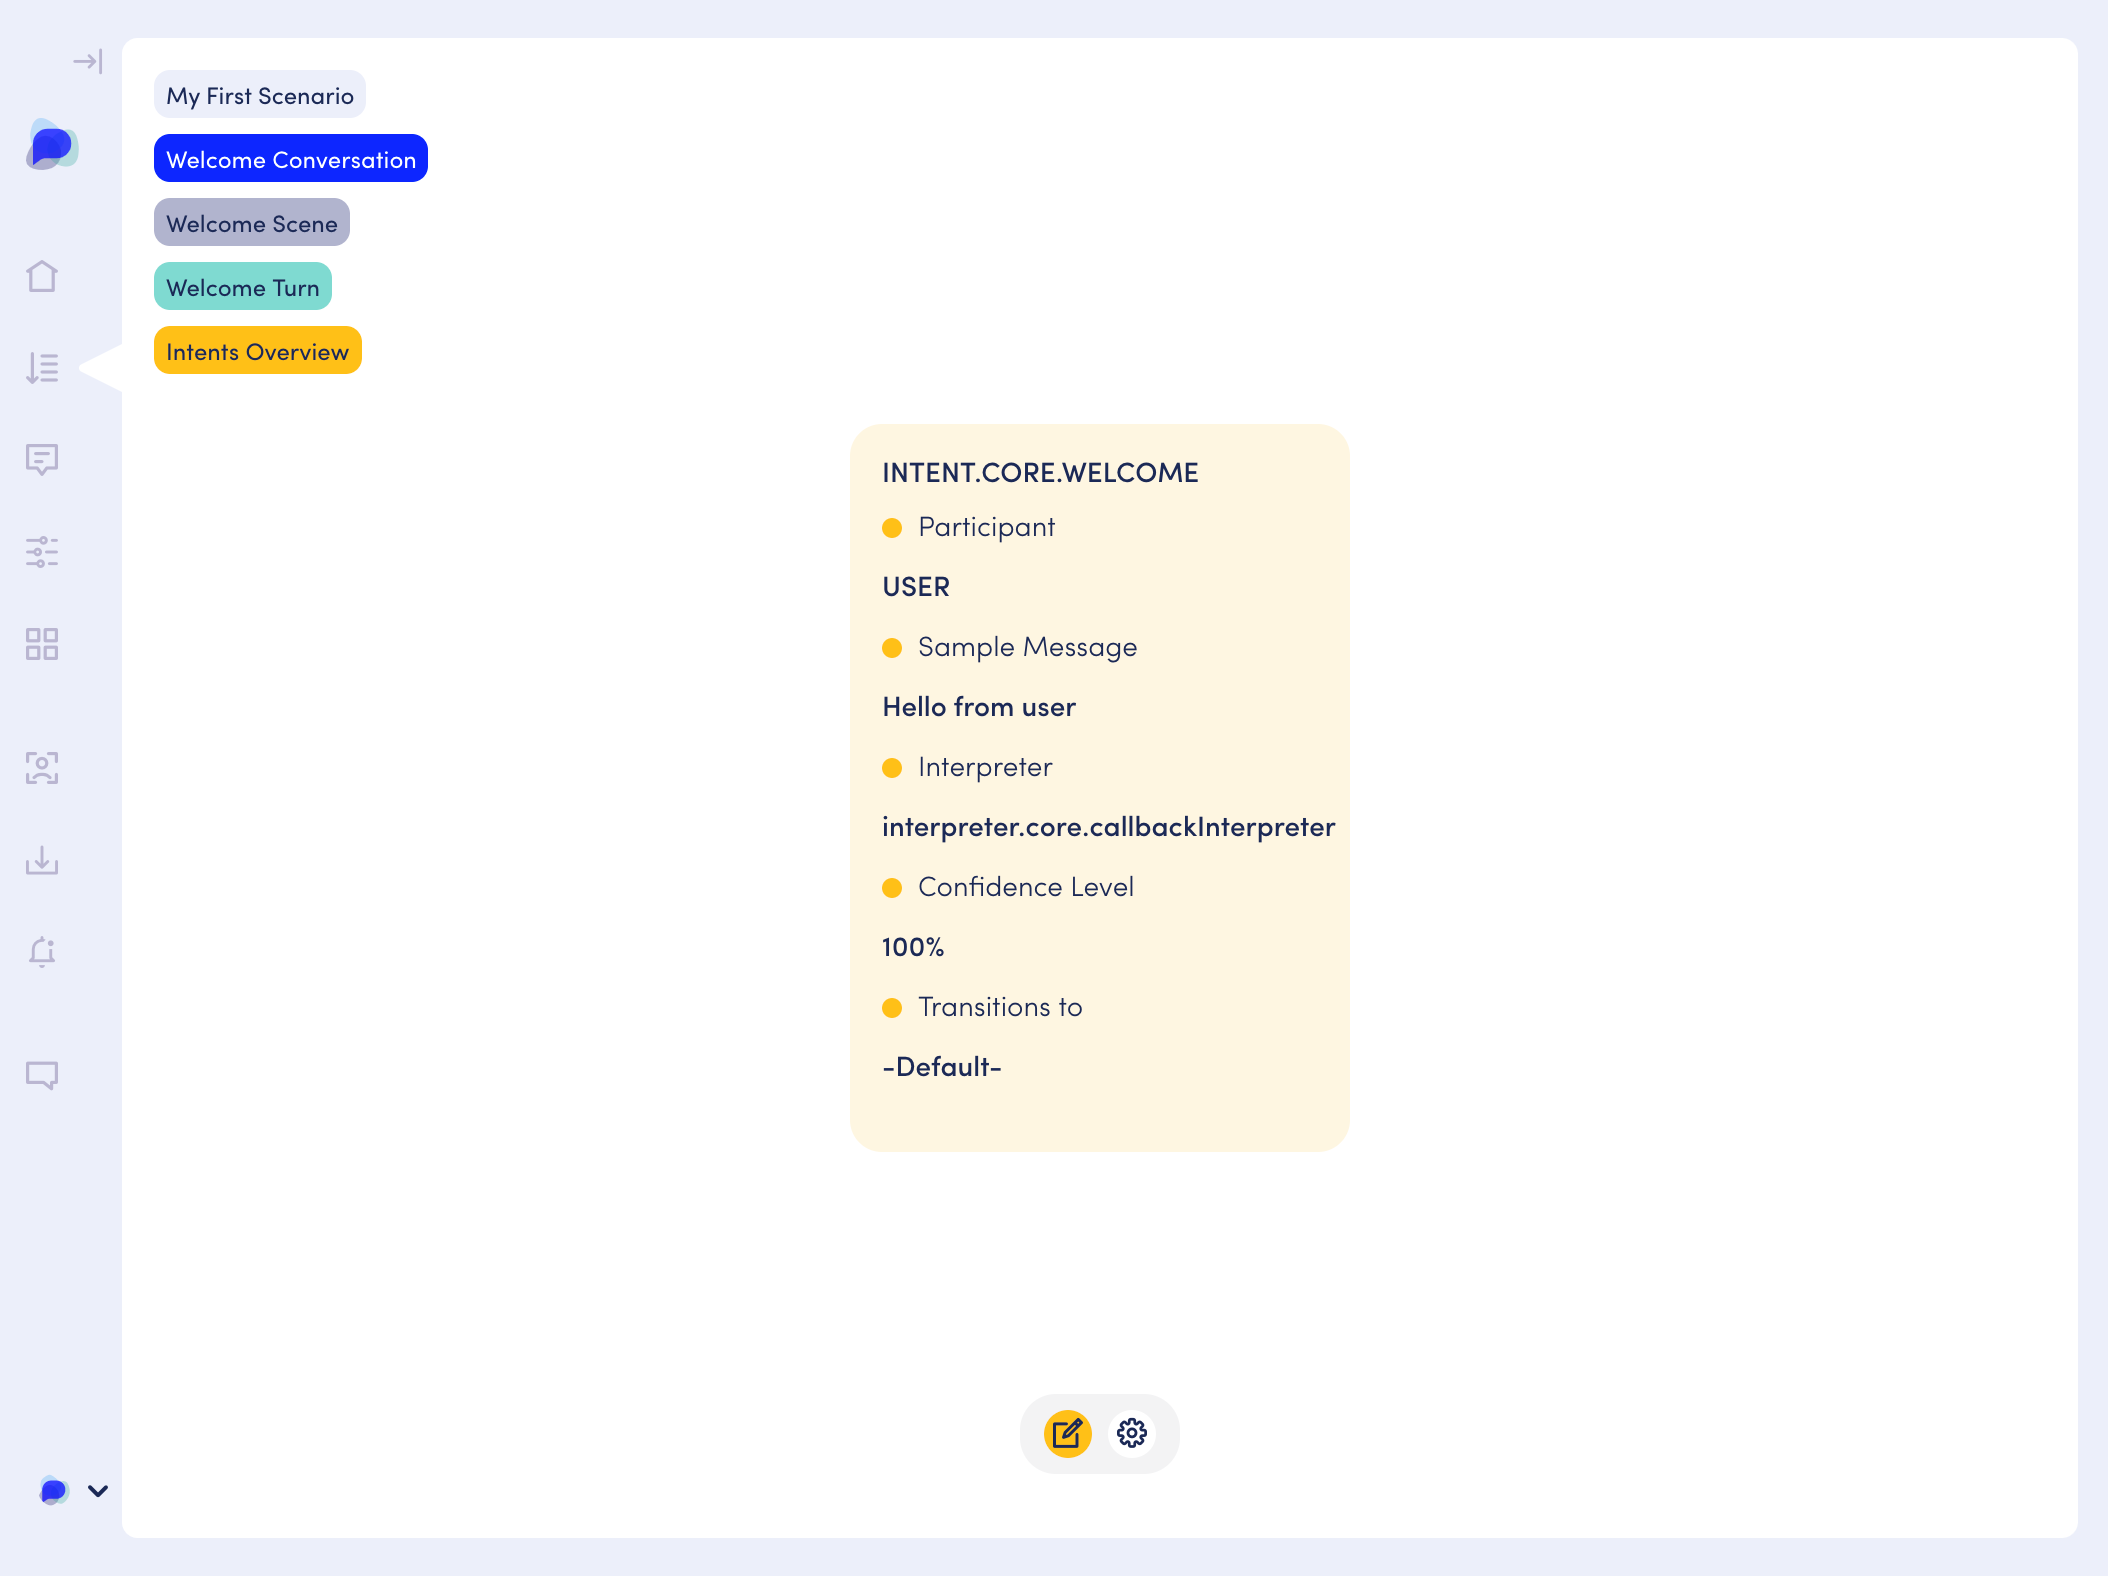 My First Scenario
Welcome Conversation
Welcome Scene
Welcome Turn
Intents Overview
INTENT.CORE.WELCOME
Participant
USER
Sample Message
Hello from user
Interpreter
interpreter.core.callbackInterpreter
Confidence Level
100%
Transitions to
-Default-